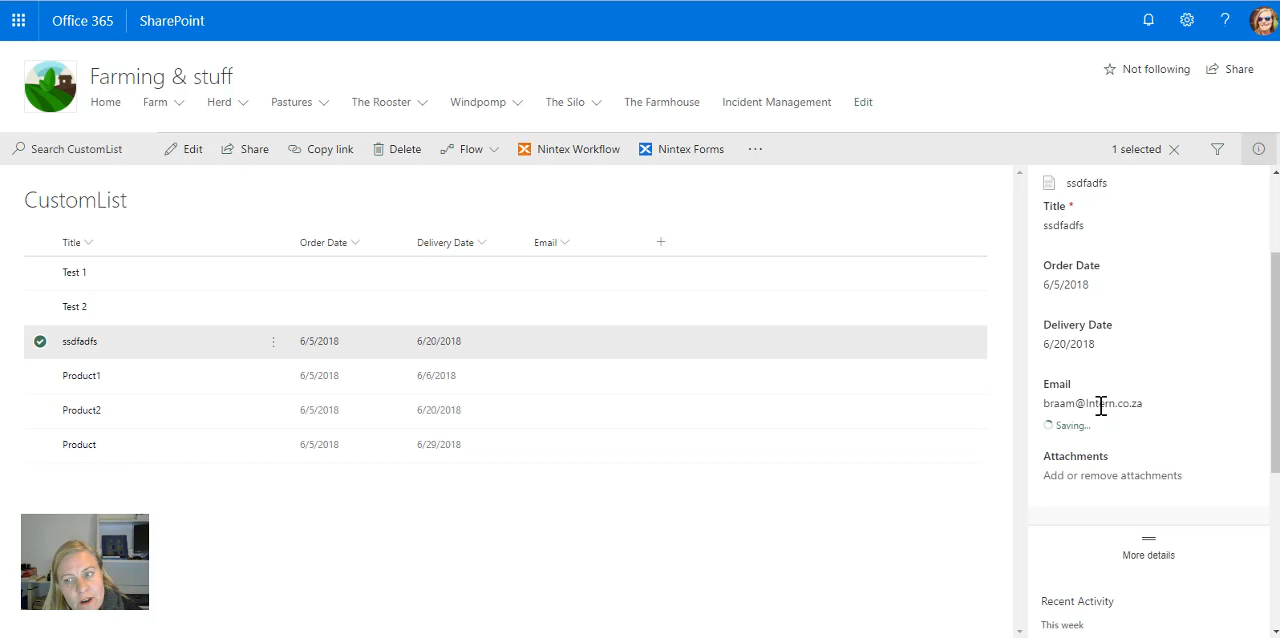 Office 365 SharePoint ?
Farming & stuff
Not following Share
Home Farm Herd Pastures The Rooster Windpomp The Silo The Farmhouse Incident Management Edit
Search CustomList Edit Share Copy link Delete Flow Nintex Workflow Nintex Forms ... 1 selected
CustomList
Title Order Date Delivery Date Email +
Test 1
Test 2
ssdfadfs 6/5/2018 6/20/2018
Product1 6/5/2018 6/6/2018
Product2 6/5/2018 6/20/2018
Product 6/5/2018 6/29/2018
ssdfadfs
Title *
ssdfadfs
Order Date
6/5/2018
Delivery Date
6/20/2018
Email
braam@Intern.co.za
Saving...
Attachments
Add or remove attachments
More details
Recent Activity
This week